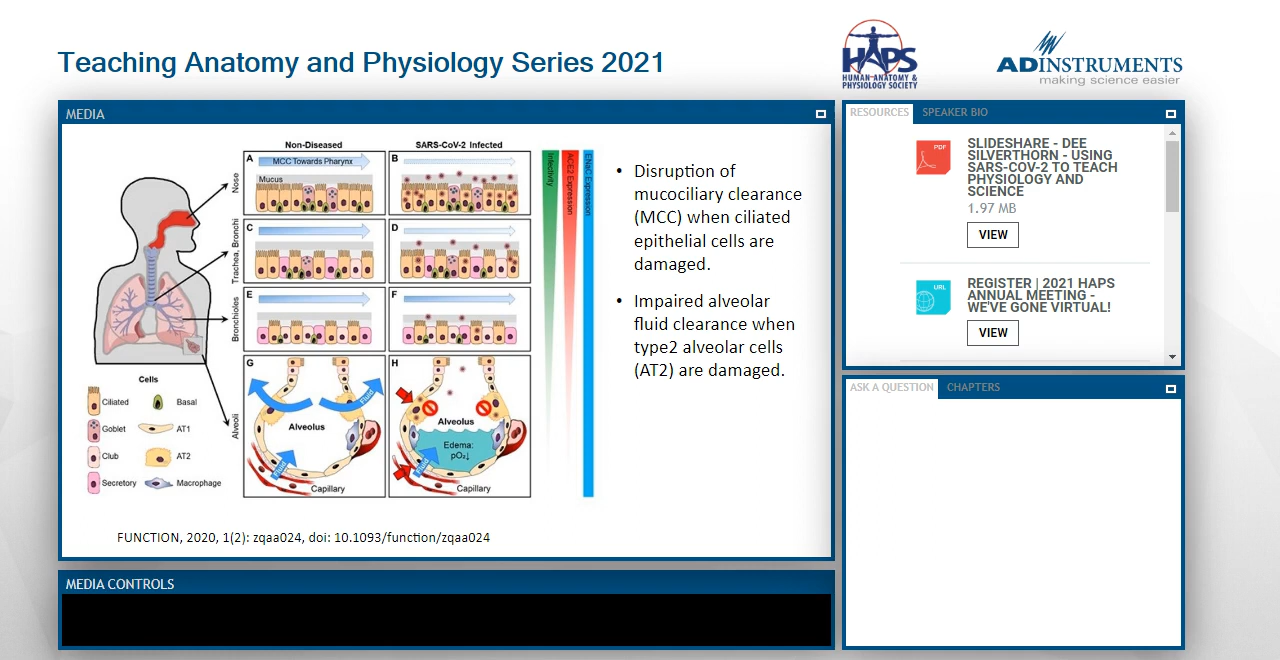 Teaching Anatomy and Physiology Series 2021
HAPS
HUMAN ANATOMY &
PHYSIOLOGY SOCIETY
ADINSTRUMENTS
making science easier
MEDIA
Non-Diseased
SARS-CoV-2 Infected
A
MCC Towards Pharynx
Mucus
B
Nose
C
D
Trachea, Bronchi
E
F
Bronchioles
G
Fluid
Alveolus
Fluid
Capillary
H
Alveolus
Edema:
pO₂↓
Fluid
Capillary
Alveoli
Infectivity
ACE2 Expression
ENaC Expression
Cells
Ciliated
Basal
Goblet
AT1
Club
AT2
Secretory
Macrophage
• Disruption of
mucociliary clearance
(MCC) when ciliated
epithelial cells are
damaged.
• Impaired alveolar
fluid clearance when
type2 alveolar cells
(AT2) are damaged.
FUNCTION, 2020, 1(2): zqaa024, doi: 10.1093/function/zqaa024
MEDIA CONTROLS
RESOURCES
SPEAKER BIO
PDF
SLIDESHARE - DEE
SILVERTHORN - USING
SARS-COV-2 TO TEACH
PHYSIOLOGY AND
SCIENCE
1.97 MB
VIEW
URL
REGISTER | 2021 HAPS
ANNUAL MEETING -
WE'VE GONE VIRTUAL!
VIEW
ASK A QUESTION
CHAPTERS